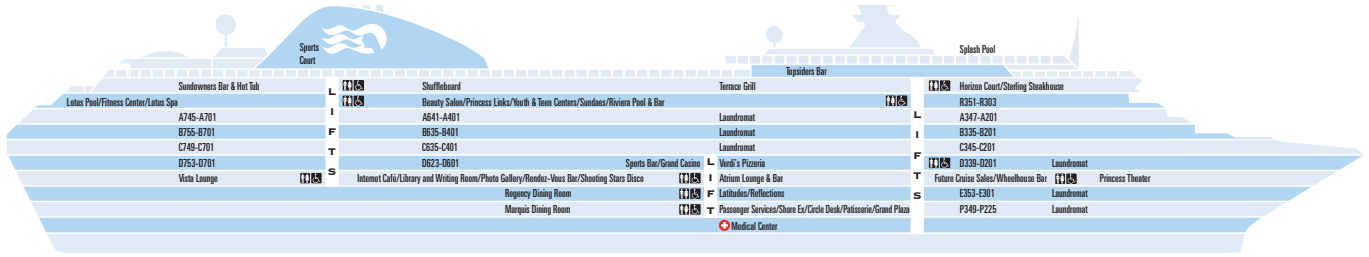 Sports
Court
Splash Pool
Topsiders Bar
Sundowners Bar & Hot Tub Shuffleboard Terrace Grill Horizon Court/Sterling Steakhouse
Lotus Pool/Fitness Center/Lotus Spa Beauty Salon/Princess Links/Youth & Teen Centers/Sundaes/Riviera Pool & Bar R351-R303
A745-A701 A641-A401 Laundromat A347-A201
B755-B701 B635-B401 Laundromat B335-B201
C749-C701 C635-C401 Laundromat C345-C201
D753-D701 D623-D601 Sports Bar/Grand Casino Verdi's Pizzeria D339-D201 Laundromat
Vista Lounge Internet Café/Library and Writing Room/Photo Gallery/Rendez-Vous Bar/Shooting Stars Disco Atrium Lounge & Bar Future Cruise Sales/Wheelhouse Bar Princess Theater
Regency Dining Room Latitudes/Reflections E353-E301 Laundromat
Marquis Dining Room Passenger Services/Shore Ex/Circle Desk/Patisserie/Grand Plaza P349-P225 Laundromat
Medical Center
LIFTS
LIFT
LIFTS